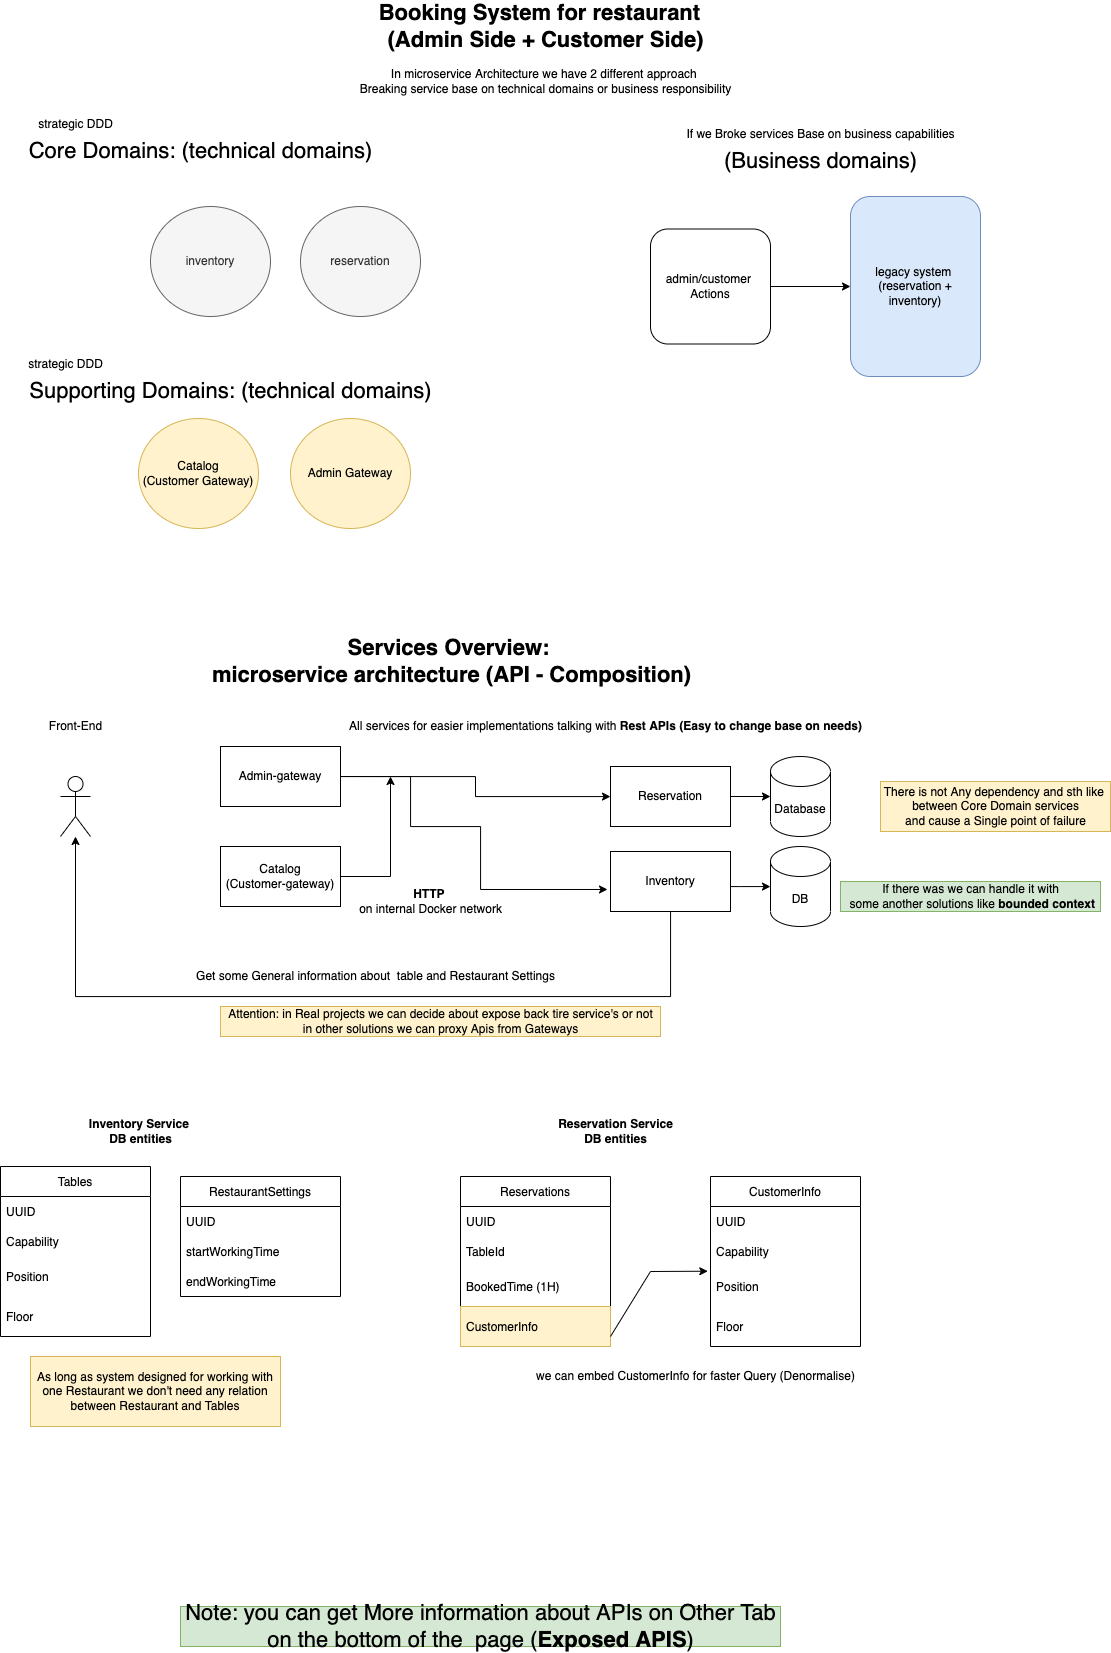 Booking System for restaurant
(Admin Side + Customer Side)
In microservice Architecture we have 2 different approach
Breaking service base on technical domains or business responsibility
strategic DDD
Core Domains: (technical domains)
inventory
reservation
If we Broke services Base on business capabilities
(Business domains)
admin/customer
Actions
legacy system
(reservation +
inventory)
strategic DDD
Supporting Domains: (technical domains)
Catalog
(Customer Gateway)
Admin Gateway
Services Overview:
microservice architecture (API - Composition)
Front-End
All services for easier implementations talking with Rest APIs (Easy to change base on needs)
Admin-gateway
Catalog
(Customer-gateway)
HTTP
on internal Docker network
Reservation
Database
Inventory
DB
There is not Any dependency and sth like
between Core Domain services
and cause a Single point of failure
If there was we can handle it with
some another solutions like bounded context
Get some General information about table and Restaurant Settings
Attention: in Real projects we can decide about expose back tire service's or not
in other solutions we can proxy Apis from Gateways
Inventory Service
DB entities
Tables
UUID
Capability
Position
Floor
RestaurantSettings
UUID
startWorkingTime
endWorkingTime
As long as system designed for working with
one Restaurant we don't need any relation
between Restaurant and Tables
Reservation Service
DB entities
Reservations
UUID
TableId
BookedTime (1H)
CustomerInfo
CustomerInfo
UUID
Capability
Position
Floor
we can embed CustomerInfo for faster Query (Denormalise)
Note: you can get More information about APIs on Other Tab
on the bottom of the page (Exposed APIS)